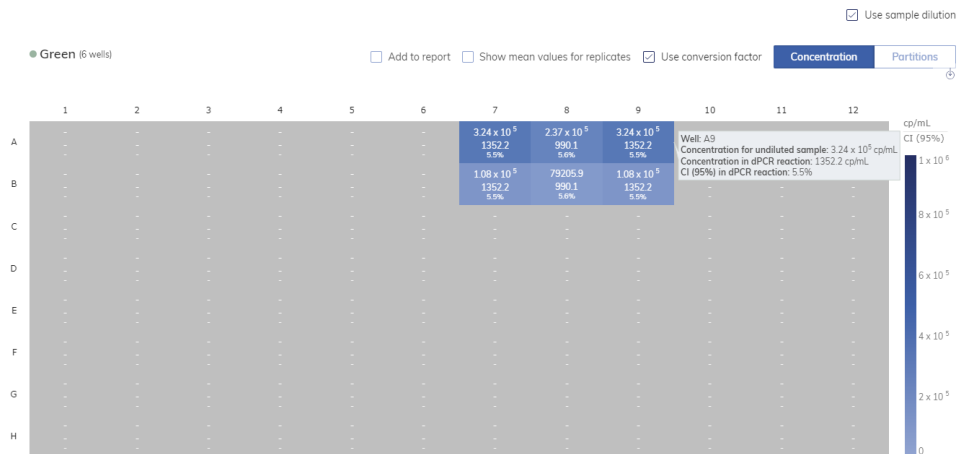 Use sample dilution
Green (6 wells)
Add to report Show mean values for replicates Use conversion factor Concentration Partitions
1 2 3 4 5 6 7 8 9 10 11 12
cp/mL
CI (95%)
A - - - - - - 3.24 x 10⁵ 2.37 x 10⁵ 3.24 x 10⁵ - - -
- - - - - - 1352.2 990.1 1352.2 - - -
- - - - - - 5.5% 5.6% 5.5% - - -
Well: A9
Concentration for undiluted sample: 3.24 x 10⁵ cp/mL
Concentration in dPCR reaction: 1352.2 cp/mL
CI (95%) in dPCR reaction: 5.5%
B - - - - - - 1.08 x 10⁵ 79205.9 1.08 x 10⁵ - - -
- - - - - - 1352.2 990.1 1352.2 - - -
- - - - - - 5.5% 5.6% 5.5% - - -
C
D
E
F
G
H
1 x 10⁶
8 x 10⁵
6 x 10⁵
4 x 10⁵
2 x 10⁵
0